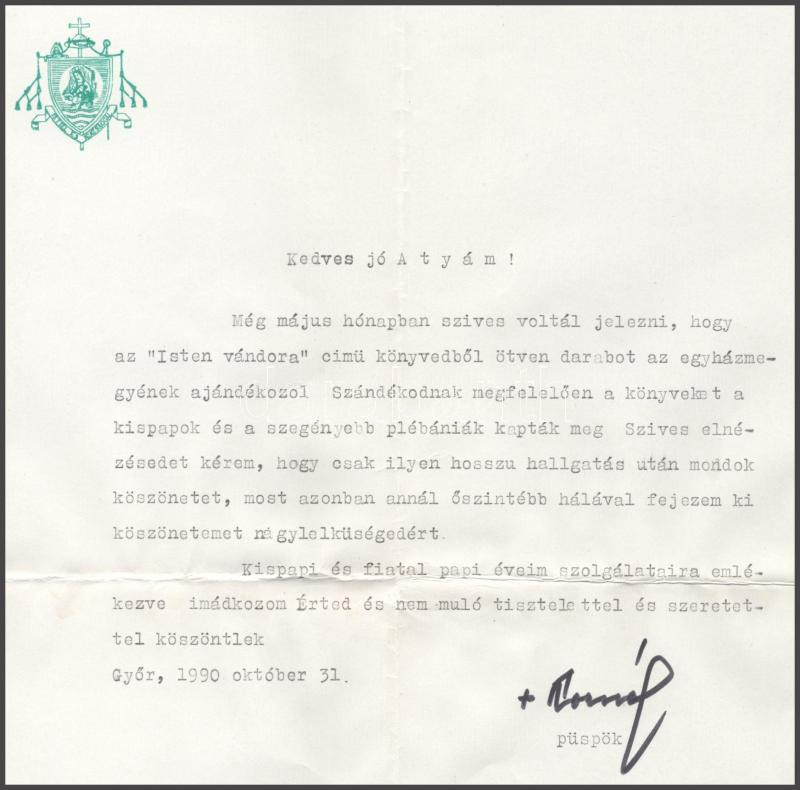 Kedves jó A t y á m !
Még május hónapban szives voltál jelezni, hogy
az "Isten vándora" cimü könyvedből ötven darabot az egyházme-
gyének ajándékozol Szándékodnak megfelelően a könyveket a
kispapok és a szegényebb plébániák kapták meg Szives elné-
zésedet kérem, hogy csak ilyen hosszu hallgatás után mondok
köszönetet, most azonban annál őszintébb hálával fejezem ki
köszönetemet nagylelküségedért.
Kispapi és fiatal papi éveim szolgálataira emlé-
kezve imádkozom Érted és nem muló tisztelettel és szeretet-
tel köszöntlek
Győr, 1990 október 31.
+ Kornél
püspök